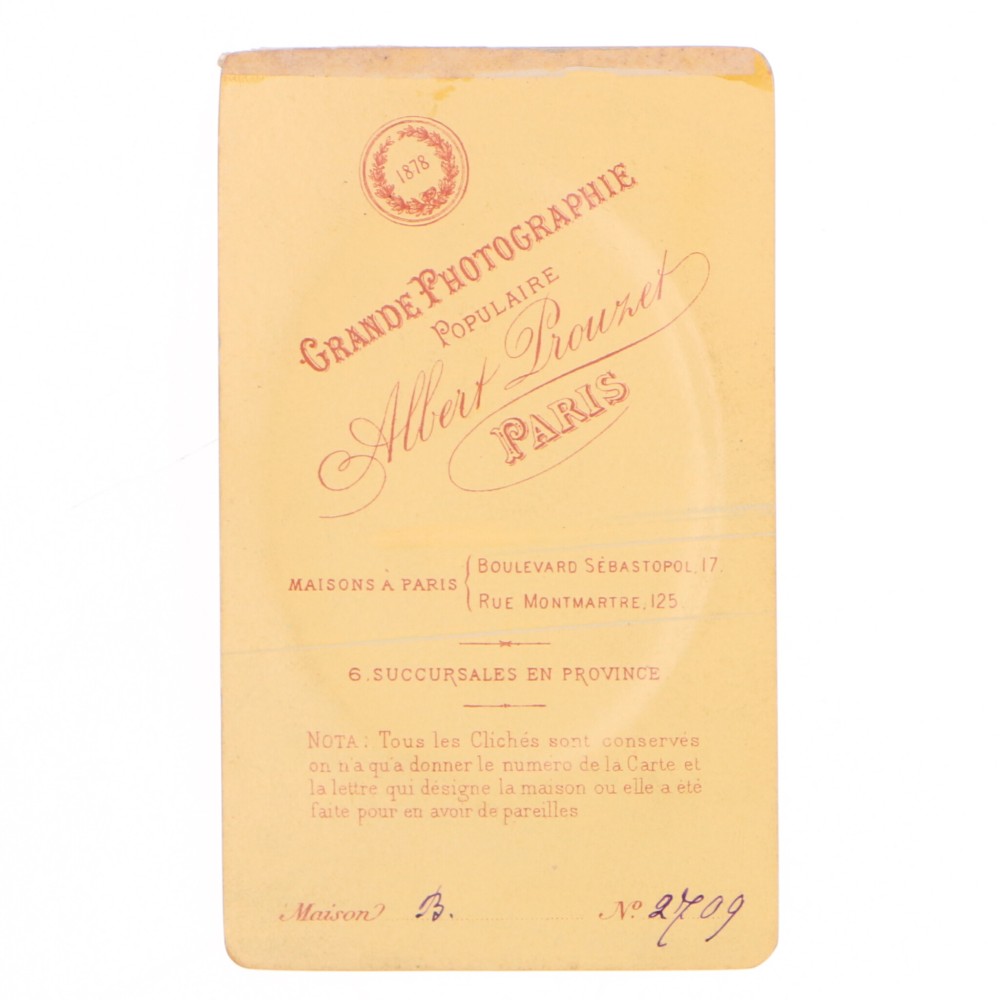 1878
GRANDE PHOTOGRAPHIE
POPULAIRE
Albert Prouzet
PARIS
MAISONS À PARIS { BOULEVARD SÉBASTOPOL, 17.
RUE MONTMARTRE, 125.
6, SUCCURSALES EN PROVINCE
NOTA: Tous les Clichés sont conservés
on n'a qu'a donner le numéro de la Carte et
la lettre qui désigne la maison ou elle a été
faite pour en avoir de pareilles
Maison B. No 2709